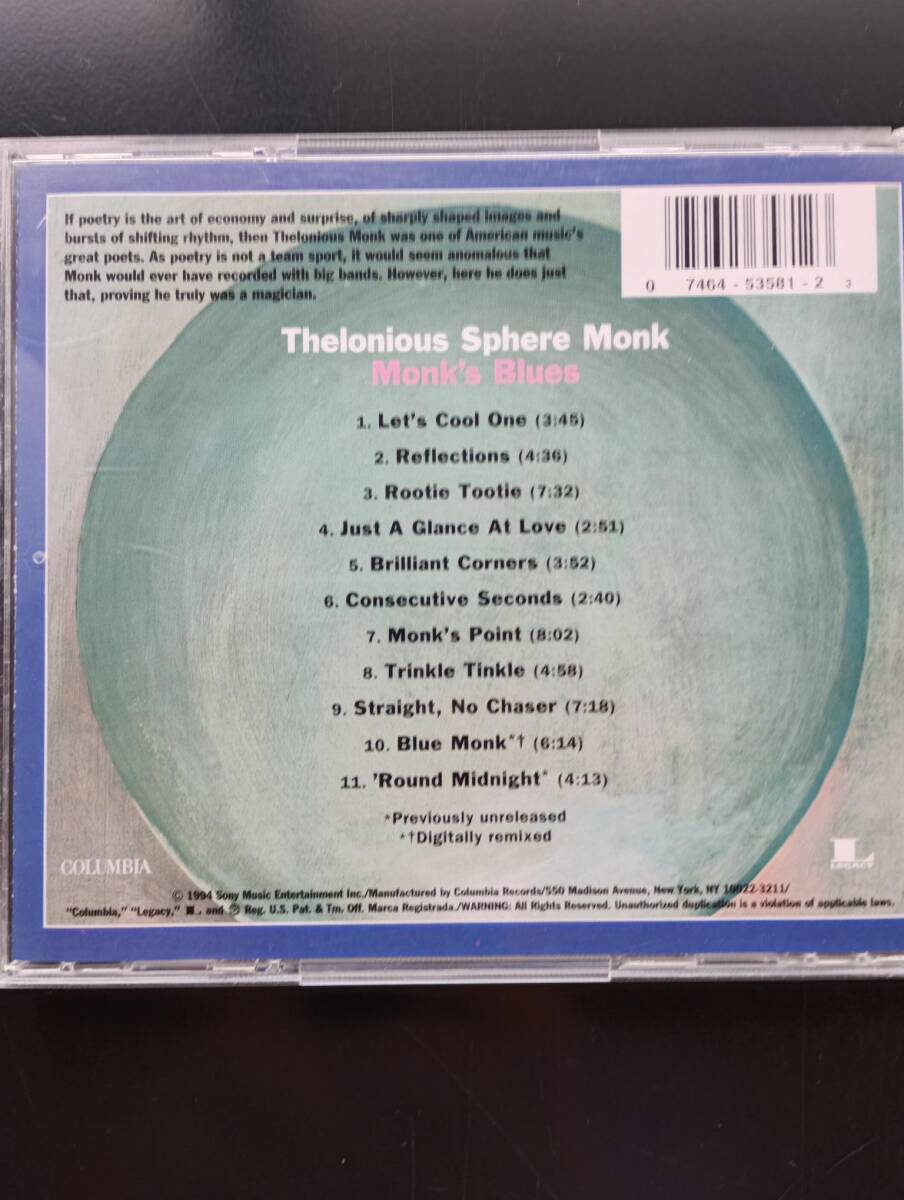 If poetry is the art of economy and surprise, of sharply shaped images and
bursts of shifting rhythm, then Thelonious Monk was one of American music's
great poets. As poetry is not a team sport, it would seem anomalous that
Monk would ever have recorded with big bands. However, here he does just
that, proving he truly was a magician.
0 7464-53581-2 3
Thelonious Sphere Monk
Monk's Blues
1. Let's Cool One (3:45)
2. Reflections (4:36)
3. Rootie Tootie (7:32)
4. Just A Glance At Love (2:51)
5. Brilliant Corners (3:52)
6. Consecutive Seconds (2:40)
7. Monk's Point (8:02)
8. Trinkle Tinkle (4:58)
9. Straight, No Chaser (7:18)
10. Blue Monk*† (6:14)
11. 'Round Midnight* (4:13)
*Previously unreleased
*†Digitally remixed
COLUMBIA
L
LEGACY
© 1994 Sony Music Entertainment Inc./Manufactured by Columbia Records/550 Madison Avenue, New York, NY 10022-3211/
"Columbia," "Legacy," L, and Reg. U.S. Pat. & Tm. Off. Marca Registrada./WARNING: All Rights Reserved. Unauthorized duplication is a violation of applicable laws.